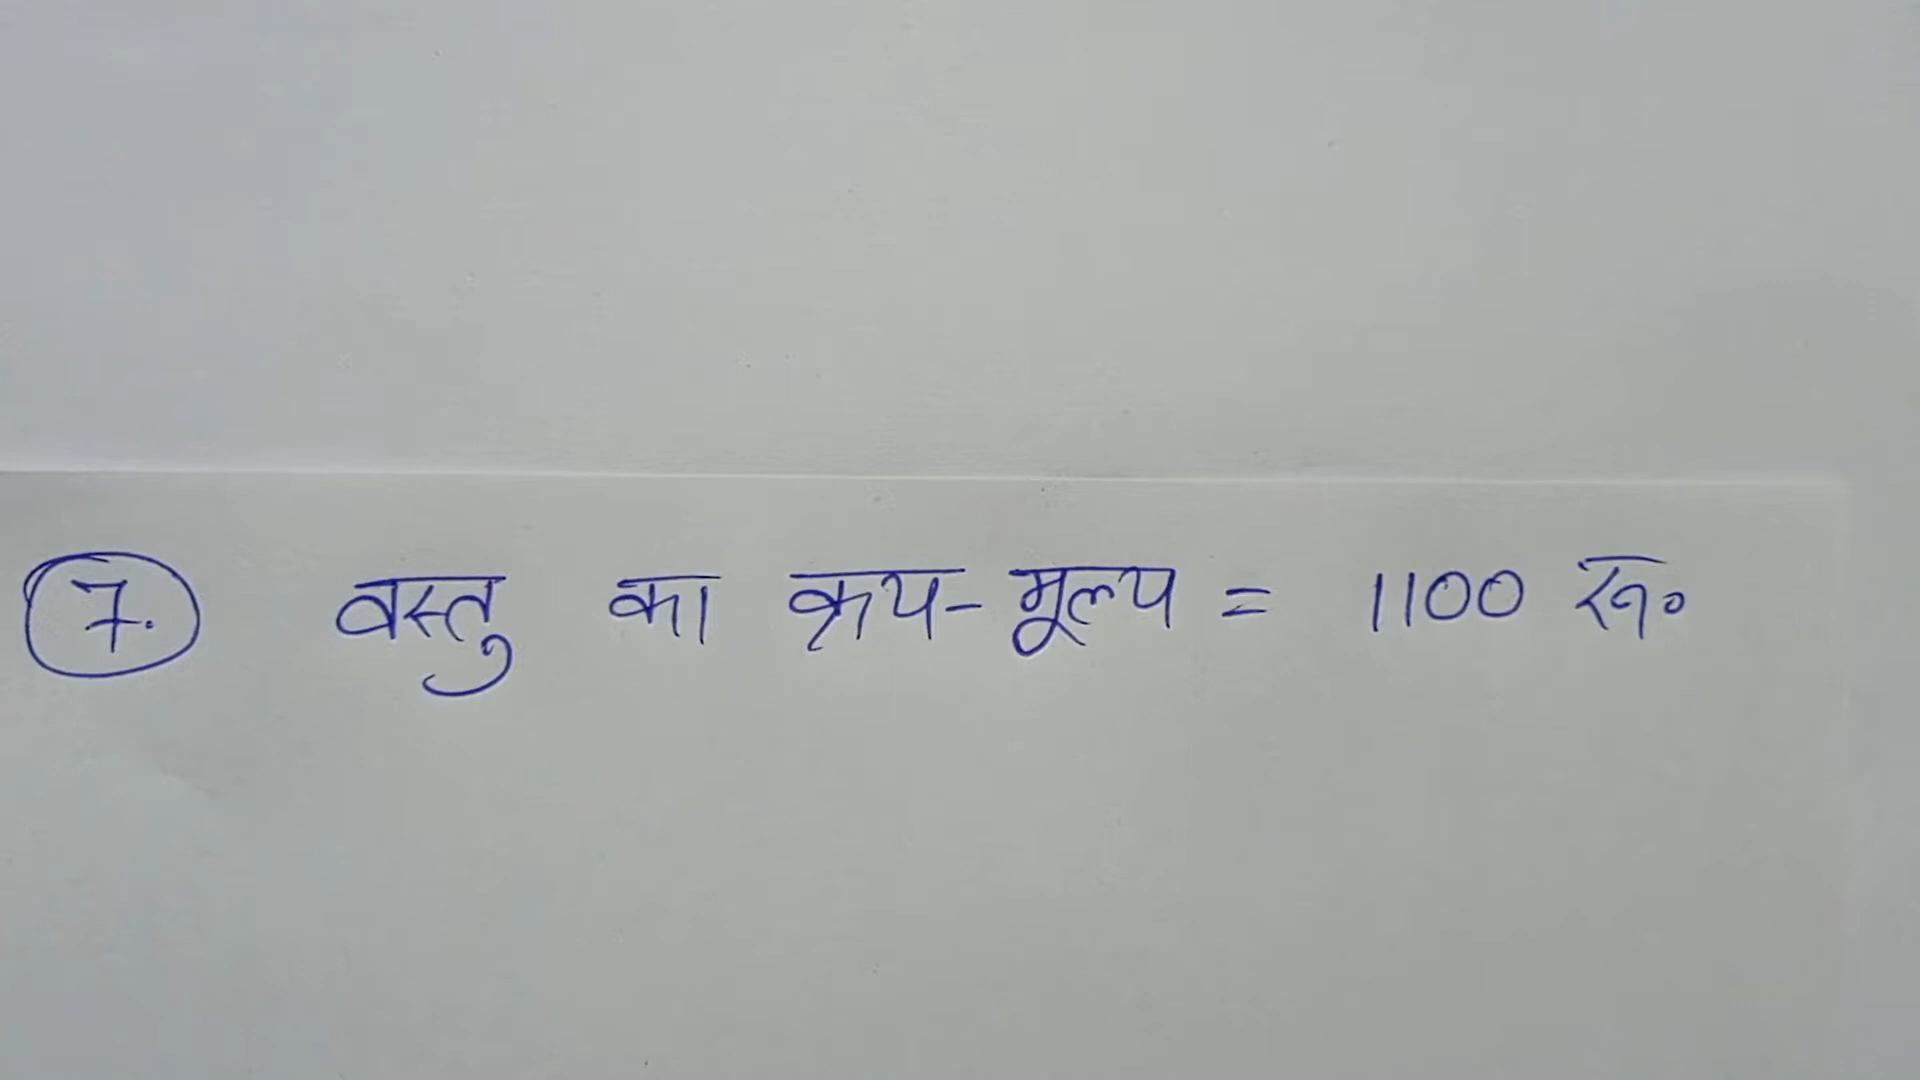 7. वस्तु का क्रय-मूल्य = 1100 रू०